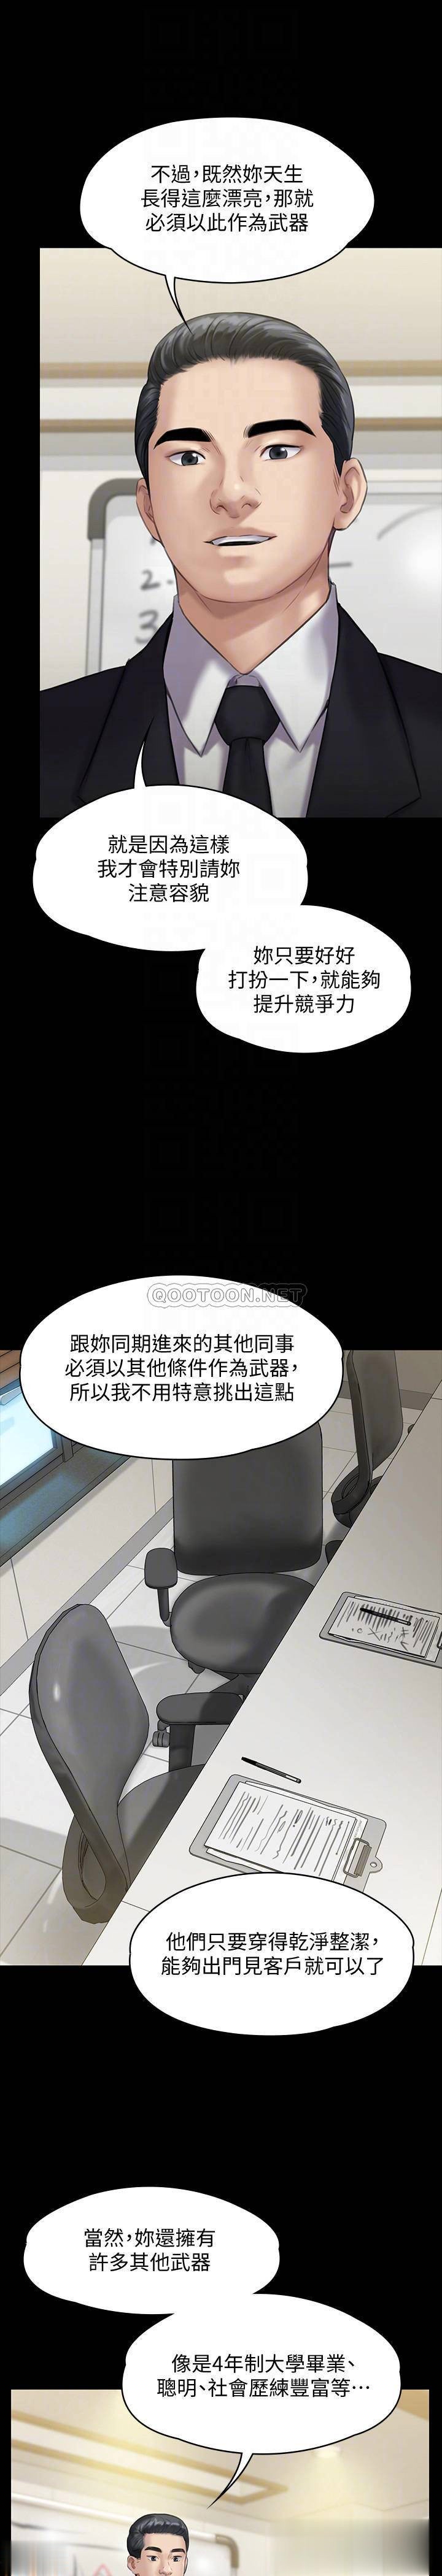 不過,既然妳天生
長得這麼漂亮,那就
必須以此作為武器
2.
3
就是因為這樣
我才會特別請妳
注意容貌
妳只要好好
打扮一下,就能夠
提升競爭力
QOOTOON.NET
跟妳同期進來的其他同事
必須以其他條件作為武器,
所以我不用特意挑出這點
他們只要穿得乾淨整潔,
能夠出門見客戶就可以了
當然,妳還擁有
許多其他武器
像是4年制大學畢業、
聰明、社會歷練豐富等…